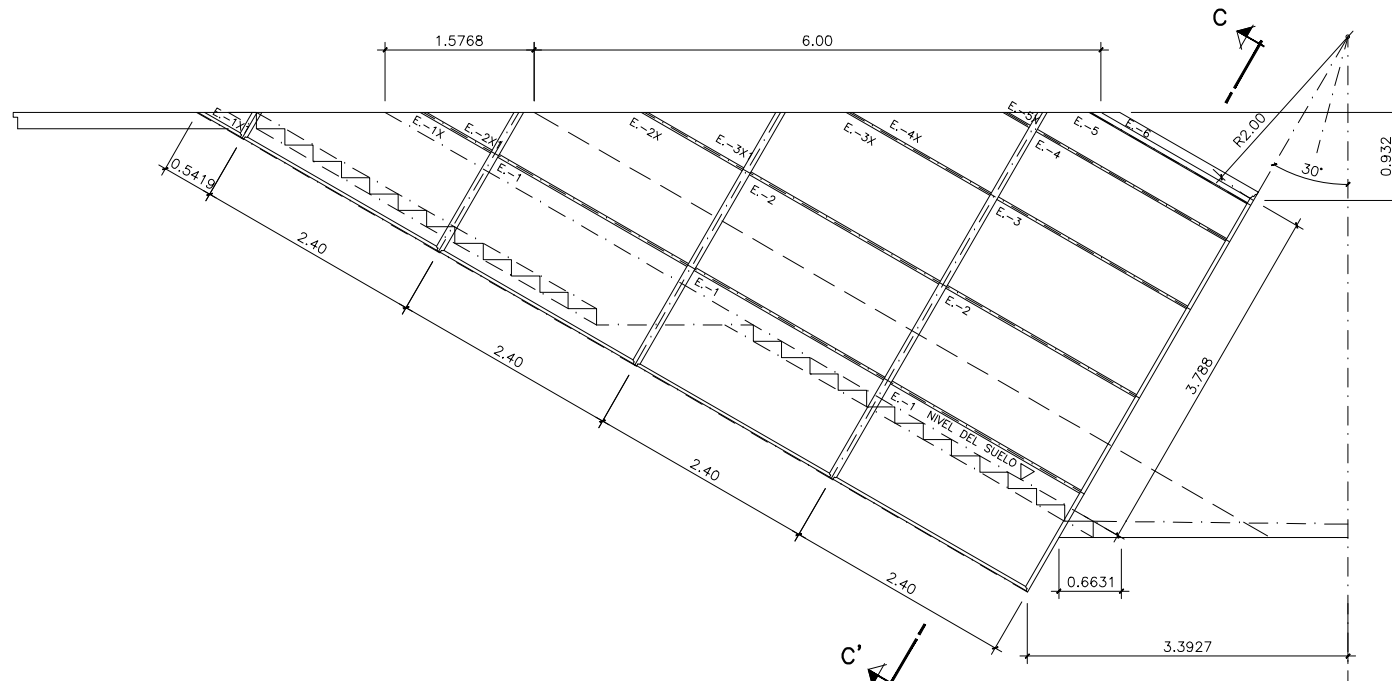 C
1.5768
6.00
E.-1X
E.-1X
E.-2X
E.-2X
E.-3X
E.-3X
E.-4X
E.-5X
E.-5
E.-6
R2.00
0.932
30°
E.-4
0.5419
E.-1
E.-2
E.-3
2.40
E.-1
E.-2
2.40
3.788
E.-1
NIVEL DEL SUELO
2.40
2.40
0.6631
3.3927
C'